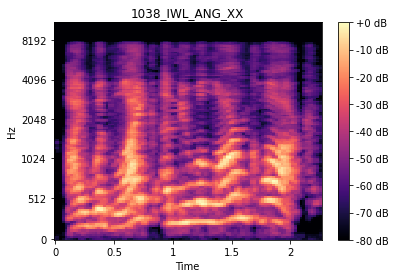 1038_IWL_ANG_XX
8192
4096
2048
1024
512
0
Hz
0
0.5
1
1.5
2
Time
+0 dB
-10 dB
-20 dB
-30 dB
-40 dB
-50 dB
-60 dB
-70 dB
-80 dB